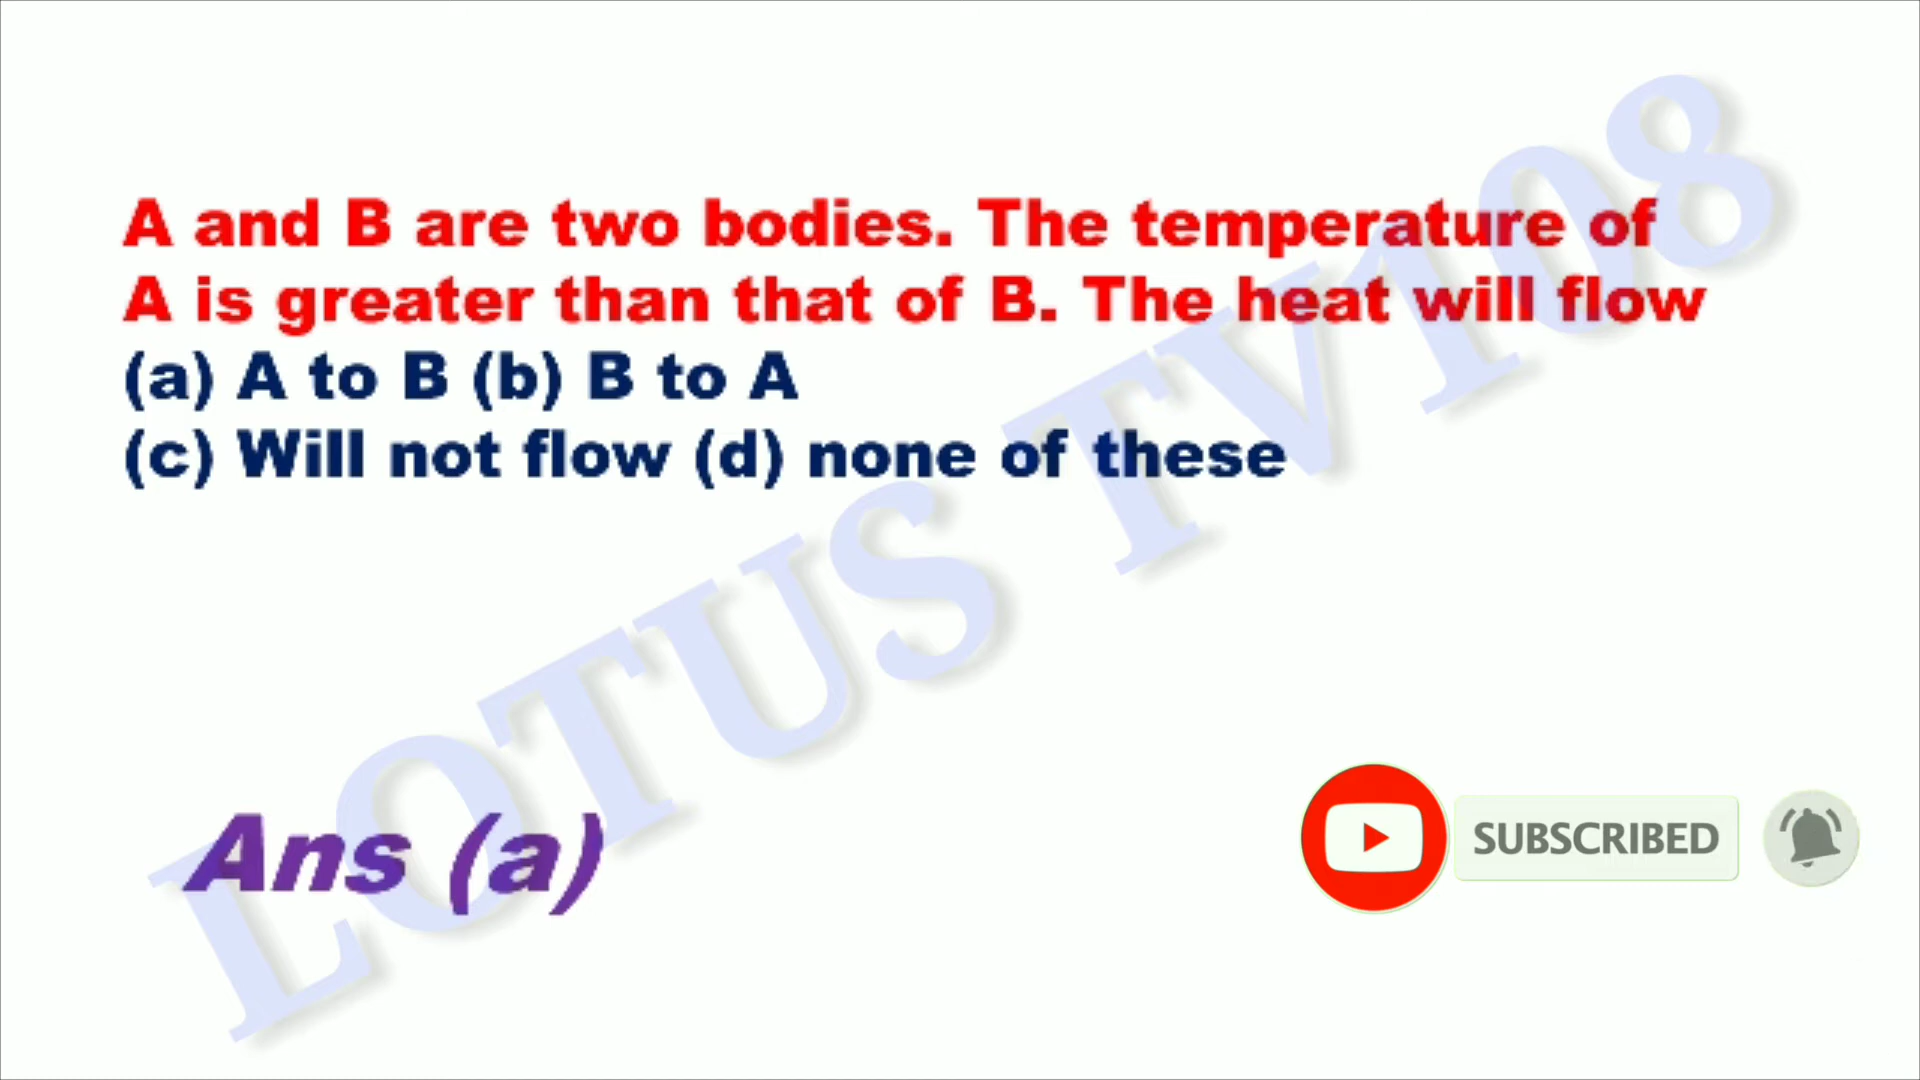 A and B are two bodies. The temperature of
A is greater than that of B. The heat will flow
(a) A to B (b) B to A
(c) Will not flow (d) none of these
LOTUS TV108
Ans (a)
SUBSCRIBED